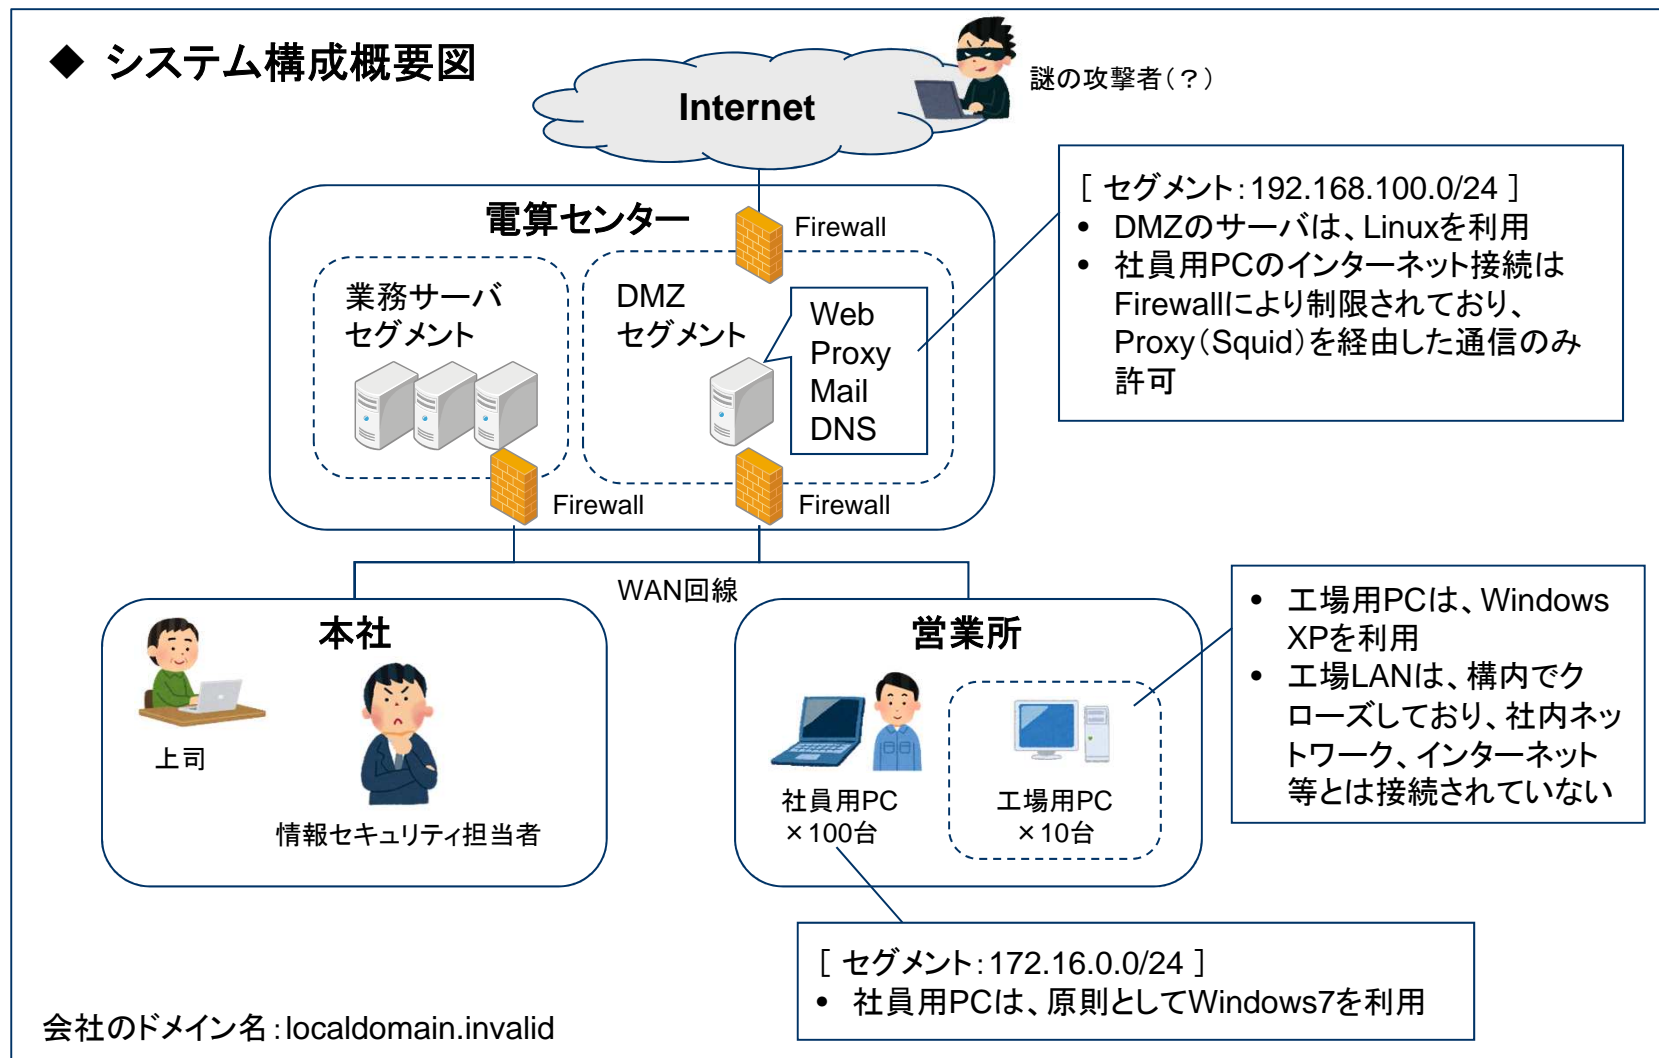 ◆ システム構成概要図
Internet
謎の攻撃者（？）
電算センター
Firewall
[ セグメント：192.168.100.0/24 ]
• DMZのサーバは、Linuxを利用
• 社員用PCのインターネット接続は
Firewallにより制限されており、
Proxy（Squid）を経由した通信のみ
許可
業務サーバ
セグメント
DMZ
セグメント
Web
Proxy
Mail
DNS
Firewall
Firewall
WAN回線
本社
上司
情報セキュリティ担当者
営業所
社員用PC
×100台
工場用PC
×10台
• 工場用PCは、Windows
XPを利用
• 工場LANは、構内でク
ローズしており、社内ネッ
トワーク、インターネット
等とは接続されていない
[ セグメント：172.16.0.0/24 ]
• 社員用PCは、原則としてWindows7を利用
会社のドメイン名：localdomain.invalid